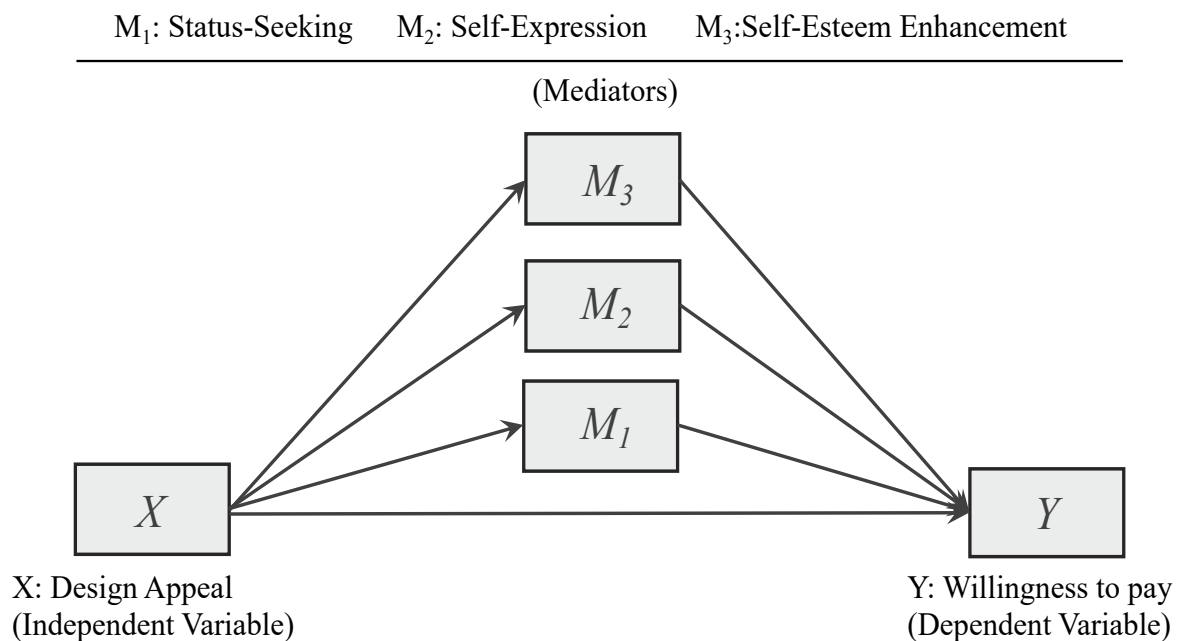 M₁: Status-Seeking M₂: Self-Expression M₃:Self-Esteem Enhancement
(Mediators)
M₃
M₂
M₁
X
Y
X: Design Appeal
(Independent Variable)
Y: Willingness to pay
(Dependent Variable)